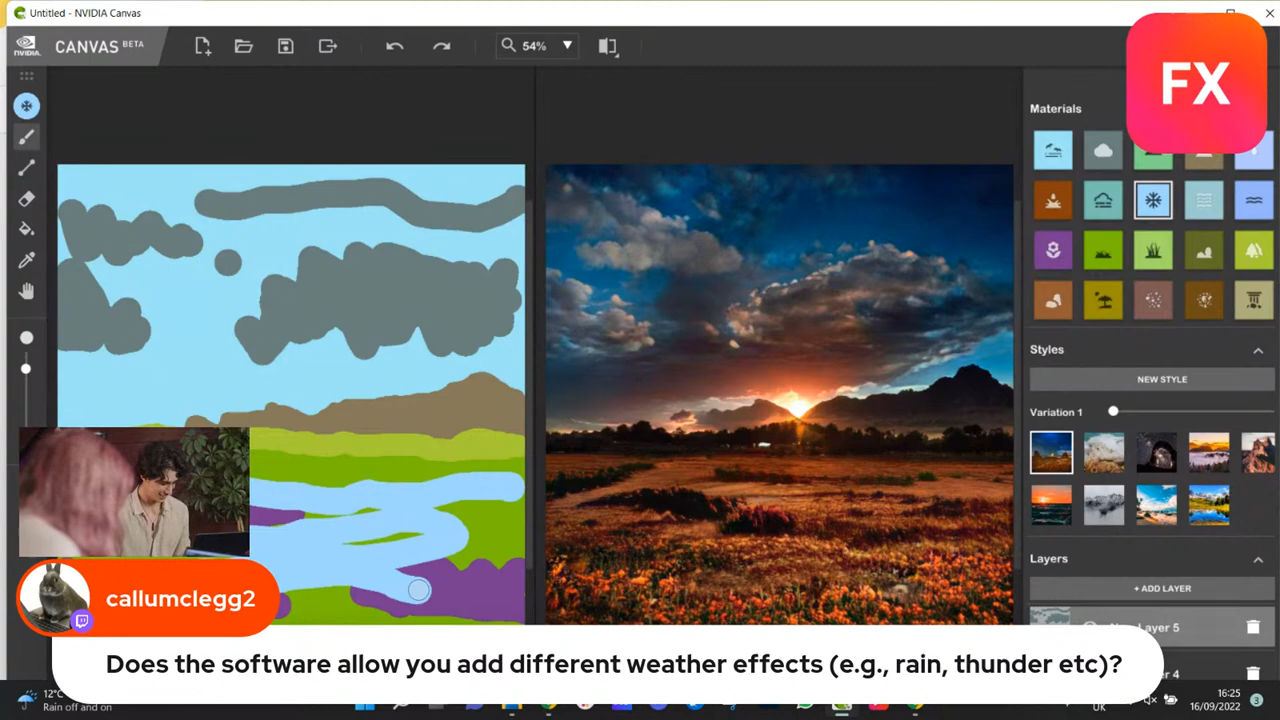 Untitled - NVIDIA Canvas
NVIDIA.
CANVAS BETA
54%
FX
Materials
Styles
NEW STYLE
Variation 1
Layers
+ ADD LAYER
Layer 5
callumclegg2
Does the software allow you add different weather effects (e.g., rain, thunder etc)?
12°C
Rain off and on
UK
16:25
16/09/2022
3